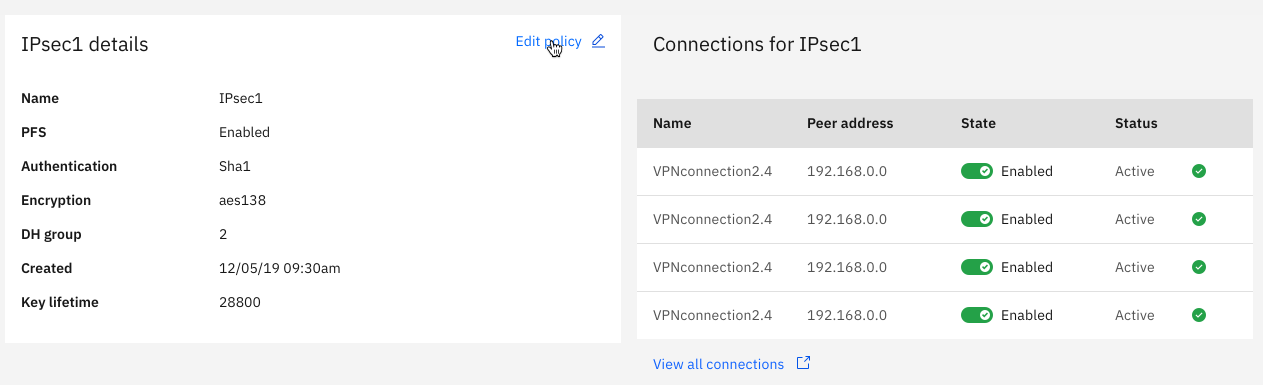 IPsec1 details
Edit policy
Name IPsec1
PFS Enabled
Authentication Sha1
Encryption aes138
DH group 2
Created 12/05/19 09:30am
Key lifetime 28800
Connections for IPsec1
Name Peer address State Status
VPNconnection2.4 192.168.0.0 Enabled Active
VPNconnection2.4 192.168.0.0 Enabled Active
VPNconnection2.4 192.168.0.0 Enabled Active
VPNconnection2.4 192.168.0.0 Enabled Active
View all connections